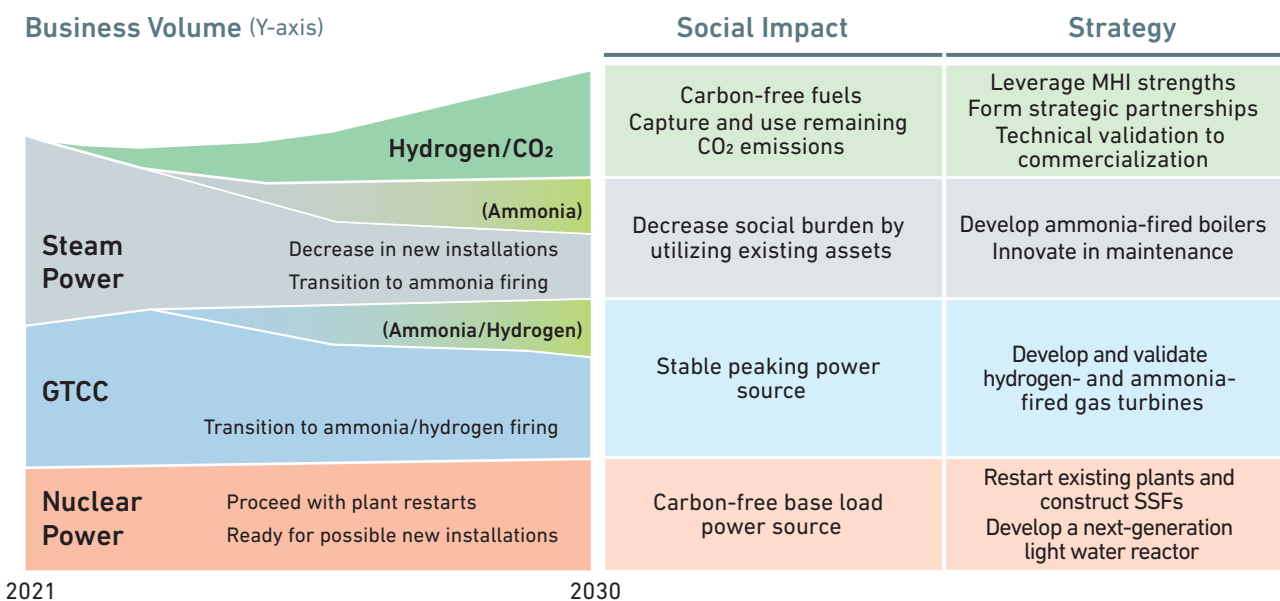 Business Volume (Y-axis)
Social Impact
Strategy
Hydrogen/CO₂
Carbon-free fuels
Capture and use remaining
CO₂ emissions
Leverage MHI strengths
Form strategic partnerships
Technical validation to
commercialization
(Ammonia)
Steam
Power
Decrease in new installations
Transition to ammonia firing
Decrease social burden by
utilizing existing assets
Develop ammonia-fired boilers
Innovate in maintenance
(Ammonia/Hydrogen)
GTCC
Transition to ammonia/hydrogen firing
Stable peaking power
source
Develop and validate
hydrogen- and ammonia-
fired gas turbines
Nuclear
Power
Proceed with plant restarts
Ready for possible new installations
Carbon-free base load
power source
Restart existing plants and
construct SSFs
Develop a next-generation
light water reactor
2021
2030